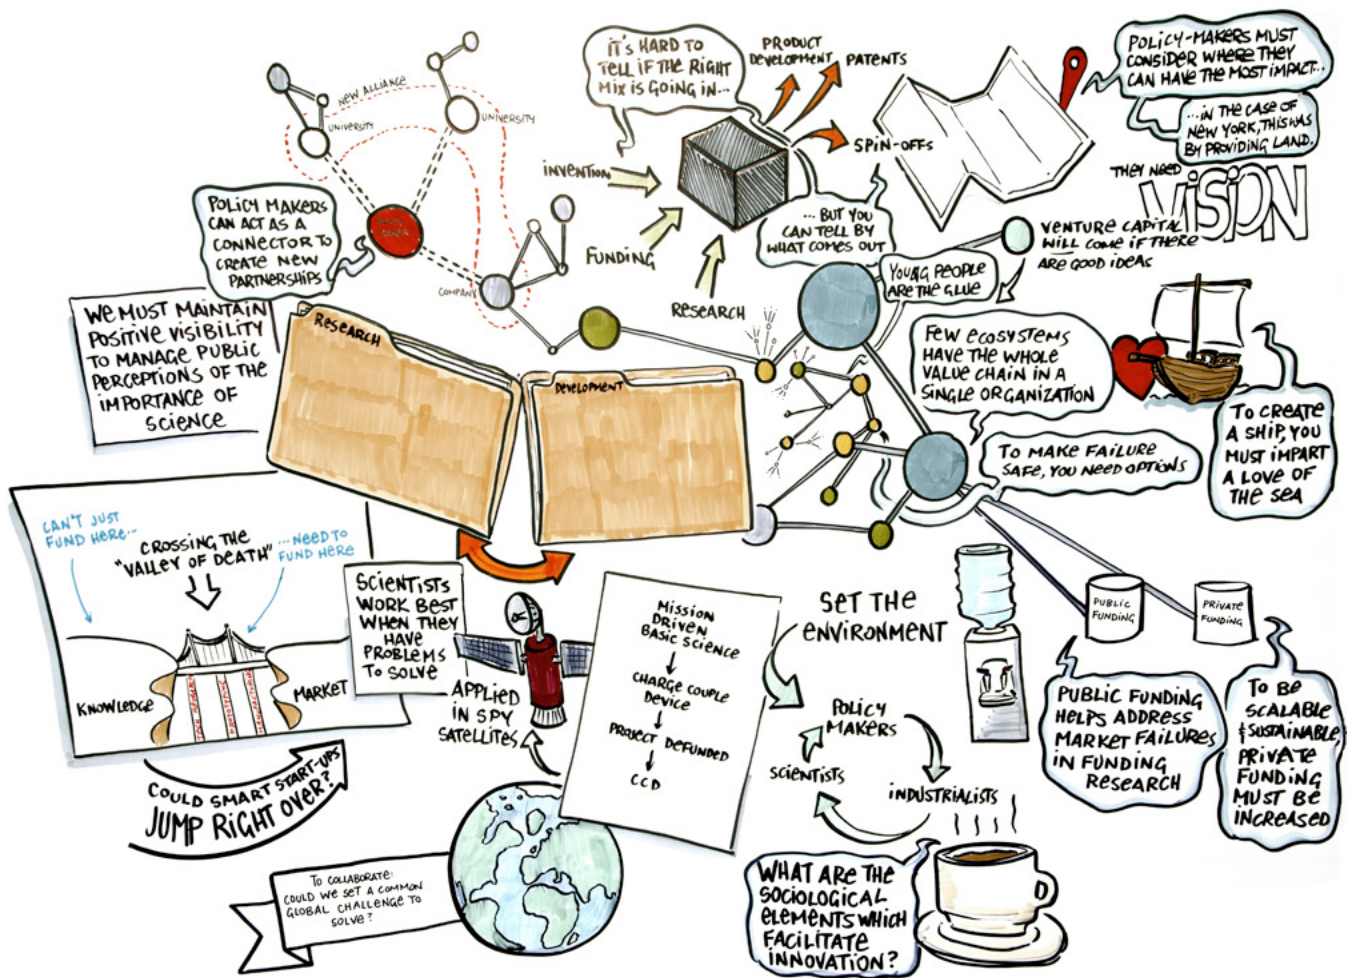 NEW ALLIANCE
UNIVERSITY
UNIVERSITY
COMPANY
POLICY MAKERS
CAN ACT AS A
CONNECTOR TO
CREATE NEW
PARTNERSHIPS
IT'S HARD TO
TELL IF THE RIGHT
MIX IS GOING IN...
PRODUCT
DEVELOPMENT
PATENTS
SPIN-OFFS
INVENTION
FUNDING
RESEARCH
... BUT YOU
CAN TELL BY
WHAT COMES OUT
POLICY-MAKERS MUST
CONSIDER WHERE THEY
CAN HAVE THE MOST IMPACT...
...IN THE CASE OF
NEW YORK, THIS WAS
BY PROVIDING LAND.
THEY NEED
VISION
VENTURE CAPITAL
WILL COME IF THERE
ARE GOOD IDEAS
YOUNG PEOPLE
ARE THE GLUE
FEW ECOSYSTEMS
HAVE THE WHOLE
VALUE CHAIN IN A
SINGLE ORGANIZATION
TO MAKE FAILURE
SAFE, YOU NEED OPTIONS
TO CREATE
A SHIP, YOU
MUST IMPART
A LOVE OF
THE SEA
WE MUST MAINTAIN
POSITIVE VISIBILITY
TO MANAGE PUBLIC
PERCEPTIONS OF THE
IMPORTANCE OF
SCIENCE
RESEARCH
DEVELOPMENT
CAN'T JUST
FUND HERE...
CROSSING THE
"VALLEY OF DEATH"
...NEED TO
FUND HERE
KNOWLEDGE
MARKET
COULD SMART START-UPS
JUMP RIGHT OVER?
SCIENTISTS
WORK BEST
WHEN THEY
HAVE
PROBLEMS
TO SOLVE
APPLIED
IN SPY
SATELLITES
MISSION
DRIVEN
BASIC SCIENCE
CHARGE COUPLE
DEVICE
PROJECT DEFUNDED
CCD
SET THE
ENVIRONMENT
POLICY
MAKERS
SCIENTISTS
INDUSTRIALISTS
PUBLIC
FUNDING
PRIVATE
FUNDING
PUBLIC FUNDING
HELPS ADDRESS
MARKET FAILURES
IN FUNDING
RESEARCH
TO BE
SCALABLE
& SUSTAINABLE
PRIVATE
FUNDING
MUST BE
INCREASED
TO COLLABORATE:
COULD WE SET A COMMON
GLOBAL CHALLENGE TO
SOLVE?
WHAT ARE THE
SOCIOLOGICAL
ELEMENTS WHICH
FACILITATE
INNOVATION?